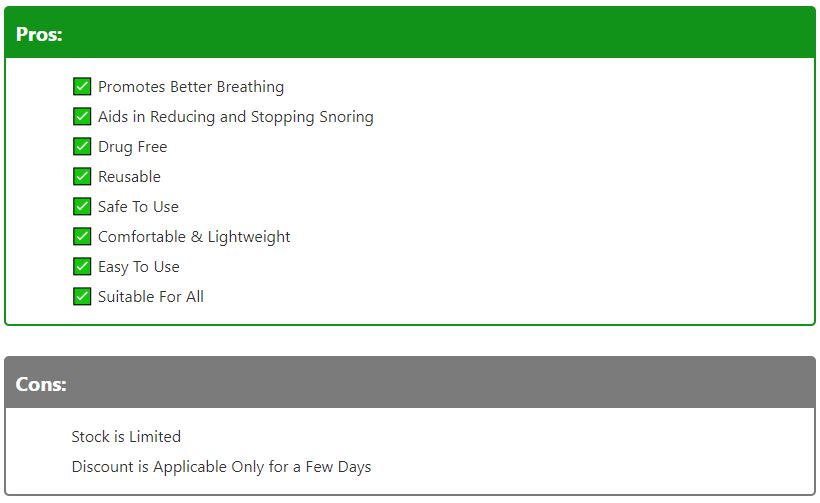 Pros:
Promotes Better Breathing
Aids in Reducing and Stopping Snoring
Drug Free
Reusable
Safe To Use
Comfortable & Lightweight
Easy To Use
Suitable For All
Cons:
Stock is Limited
Discount is Applicable Only for a Few Days